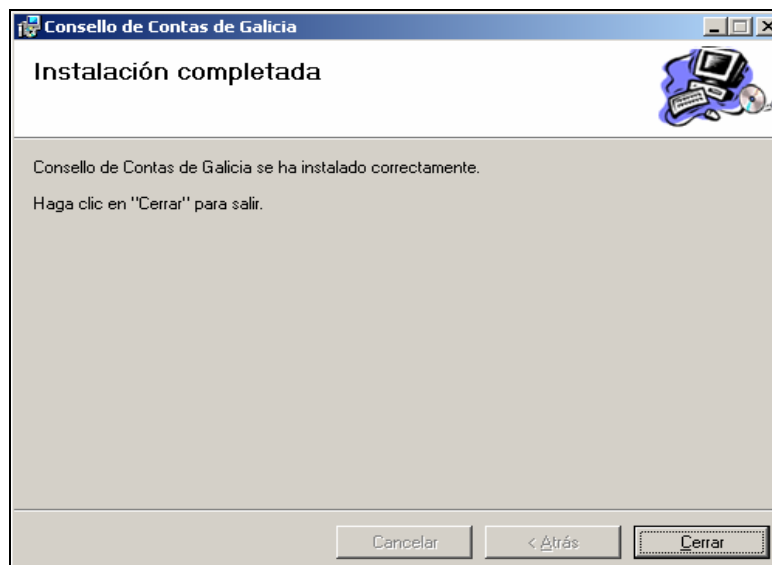 Consello de Contas de Galicia
Instalación completada
Consello de Contas de Galicia se ha instalado correctamente.
Haga clic en "Cerrar" para salir.
Cancelar
< Atrás
Cerrar